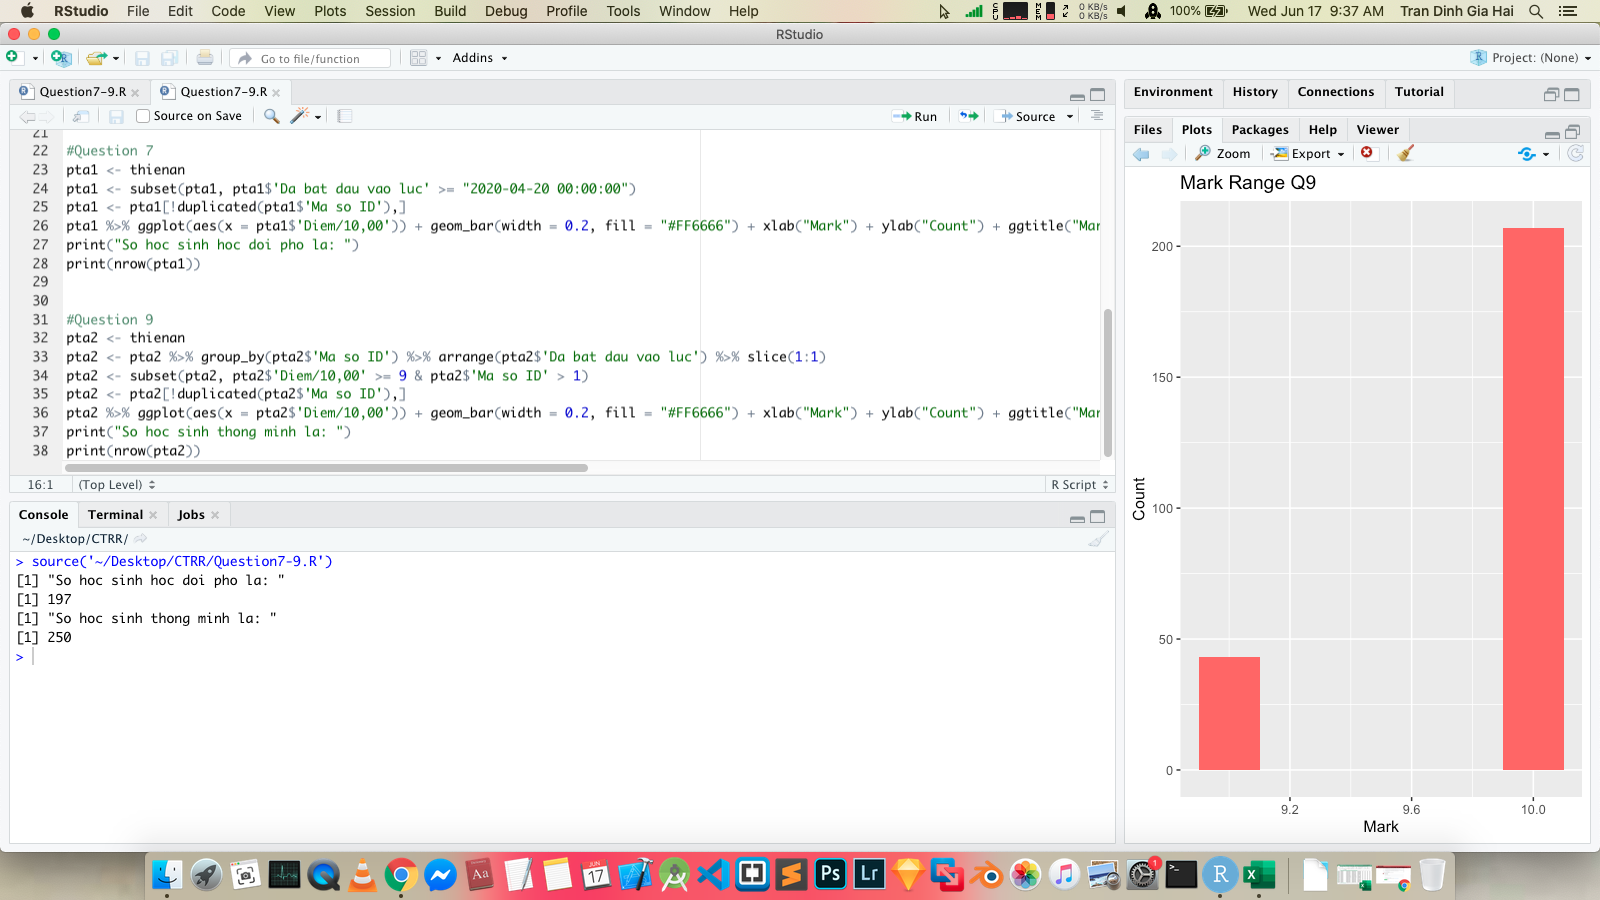 RStudio File Edit Code View Plots Session Build Debug Profile Tools Window Help
0 KB/s
0 KB/s
100%
Wed Jun 17 9:37 AM Tran Dinh Gia Hai
RStudio
Go to file/function
Addins
Project: (None)
Question7-9.R
Question7-9.R
Source on Save
Run
Source
21
22 #Question 7
23 pta1 <- thienan
24 pta1 <- subset(pta1, pta1$'Da bat dau vao luc' >= "2020-04-20 00:00:00")
25 pta1 <- pta1[!duplicated(pta1$'Ma so ID'),]
26 pta1 %>% ggplot(aes(x = pta1$'Diem/10,00')) + geom_bar(width = 0.2, fill = "#FF6666") + xlab("Mark") + ylab("Count") + ggtitle("Mar
27 print("So hoc sinh hoc doi pho la: ")
28 print(nrow(pta1))
29
30
31 #Question 9
32 pta2 <- thienan
33 pta2 <- pta2 %>% group_by(pta2$'Ma so ID') %>% arrange(pta2$'Da bat dau vao luc') %>% slice(1:1)
34 pta2 <- subset(pta2, pta2$'Diem/10,00' >= 9 & pta2$'Ma so ID' > 1)
35 pta2 <- pta2[!duplicated(pta2$'Ma so ID'),]
36 pta2 %>% ggplot(aes(x = pta2$'Diem/10,00')) + geom_bar(width = 0.2, fill = "#FF6666") + xlab("Mark") + ylab("Count") + ggtitle("Mar
37 print("So hoc sinh thong minh la: ")
38 print(nrow(pta2))
16:1 (Top Level) R Script
Console Terminal Jobs
~/Desktop/CTRR/
> source('~/Desktop/CTRR/Question7-9.R')
[1] "So hoc sinh hoc doi pho la: "
[1] 197
[1] "So hoc sinh thong minh la: "
[1] 250
>
Environment History Connections Tutorial
Files Plots Packages Help Viewer
Zoom Export
Mark Range Q9
200
150
100
50
0
Count
9.2 9.6 10.0
Mark
Aa
JUN
17
Ps
Lr
1
R
X